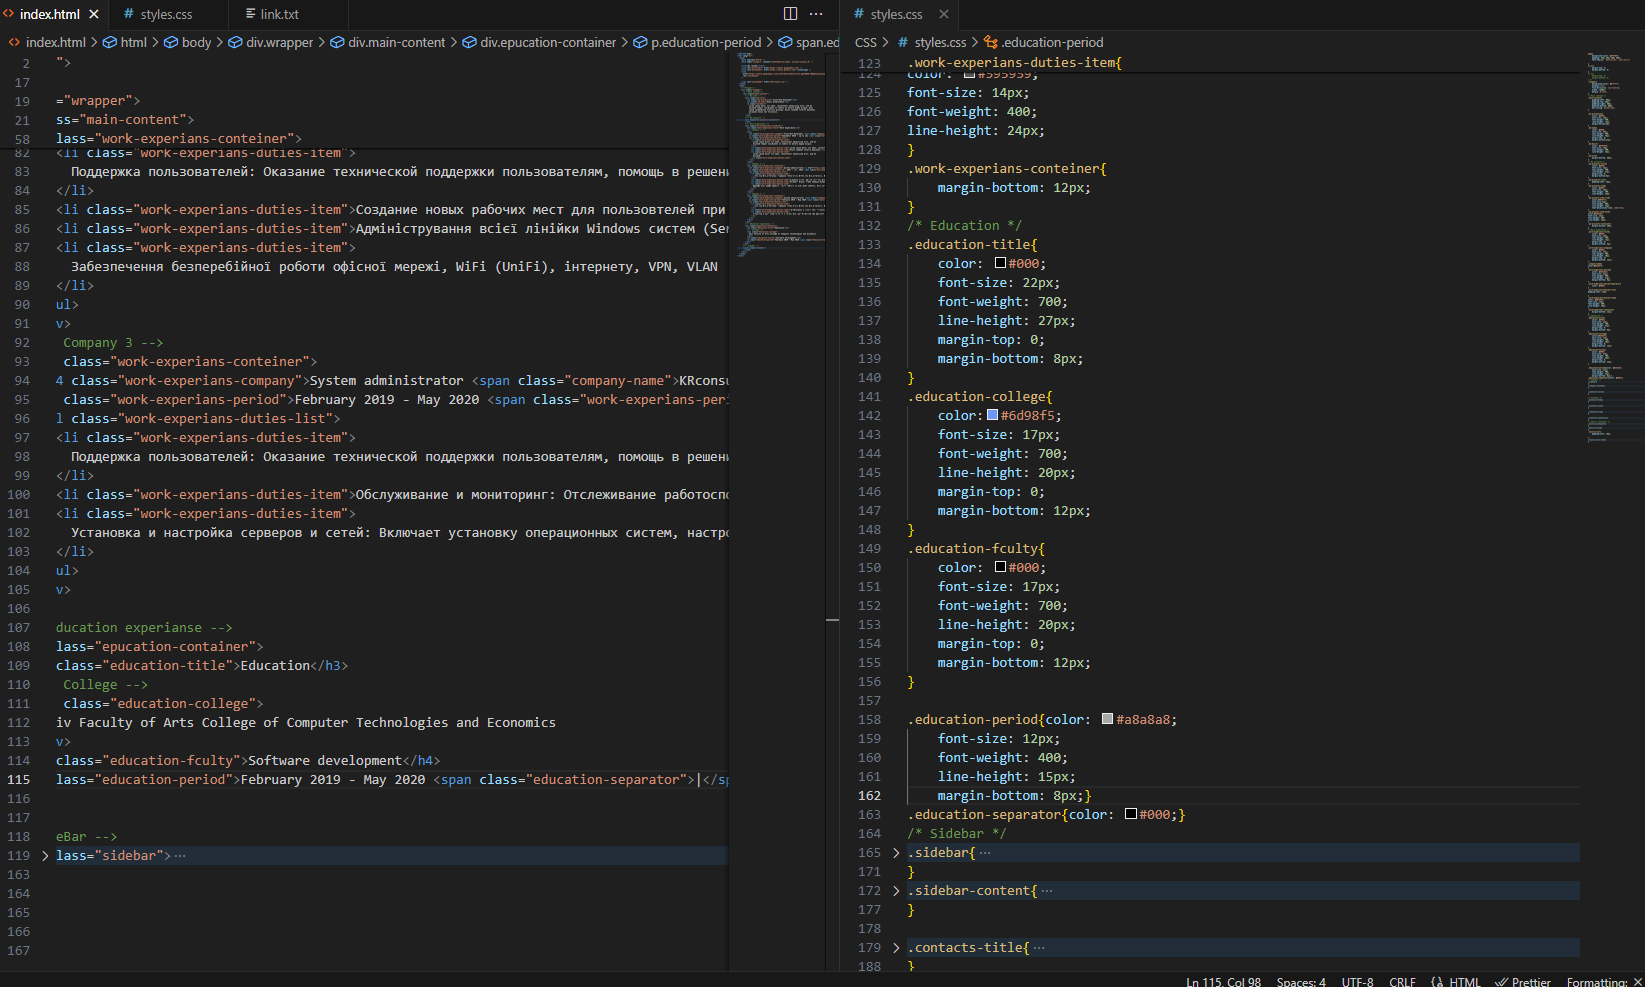 index.html
styles.css
link.txt
index.html > html > body > div.wrapper > div.main-content > div.epucation-container > p.education-period > span.ed
2 ">
17
19 ="wrapper">
21 ss="main-content">
58 lass="work-experians-conteiner">
82 <li class="work-experians-duties-item">
83 Поддержка пользователей: Оказание технической поддержки пользователям, помощь в решени
84 </li>
85 <li class="work-experians-duties-item">Создание новых рабочих мест для пользовтелей при
86 <li class="work-experians-duties-item">Адміністрування всієї лінійки Windows систем (Ser
87 <li class="work-experians-duties-item">
88 Забезпечення безперебійної роботи офісної мережі, WiFi (UniFi), інтернету, VPN, VLAN
89 </li>
90 ul>
91 v>
92 Company 3 -->
93 class="work-experians-conteiner">
94 4 class="work-experians-company">System administrator <span class="company-name">KRconsu
95 class="work-experians-period">February 2019 - May 2020 <span class="work-experians-peri
96 l class="work-experians-duties-list">
97 <li class="work-experians-duties-item">
98 Поддержка пользователей: Оказание технической поддержки пользователям, помощь в решени
99 </li>
100 <li class="work-experians-duties-item">Обслуживание и мониторинг: Отслеживание работоспо
101 <li class="work-experians-duties-item">
102 Установка и настройка серверов и сетей: Включает установку операционных систем, настро
103 </li>
104 ul>
105 v>
106
107 ducation experianse -->
108 lass="epucation-container">
109 class="education-title">Education</h3>
110 College -->
111 class="education-college">
112 iv Faculty of Arts College of Computer Technologies and Economics
113 v>
114 class="education-fculty">Software development</h4>
115 lass="education-period">February 2019 - May 2020 <span class="education-separator">|</sp
116
117
118 eBar -->
119 lass="sidebar">···
163
164
165
166
167
styles.css
CSS > styles.css > .education-period
123 .work-experians-duties-item{
124 color: #595959;
125 font-size: 14px;
126 font-weight: 400;
127 line-height: 24px;
128 }
129 .work-experians-conteiner{
130 margin-bottom: 12px;
131 }
132 /* Education */
133 .education-title{
134 color: #000;
135 font-size: 22px;
136 font-weight: 700;
137 line-height: 27px;
138 margin-top: 0;
139 margin-bottom: 8px;
140 }
141 .education-college{
142 color:#6d98f5;
143 font-size: 17px;
144 font-weight: 700;
145 line-height: 20px;
146 margin-top: 0;
147 margin-bottom: 12px;
148 }
149 .education-fculty{
150 color: #000;
151 font-size: 17px;
152 font-weight: 700;
153 line-height: 20px;
154 margin-top: 0;
155 margin-bottom: 12px;
156 }
157
158 .education-period{color: #a8a8a8;
159 font-size: 12px;
160 font-weight: 400;
161 line-height: 15px;
162 margin-bottom: 8px;}
163 .education-separator{color: #000;}
164 /* Sidebar */
165 .sidebar{···
171 }
172 .sidebar-content{···
177 }
178
179 .contacts-title{···
188 }
Ln 115, Col 98 Spaces: 4 UTF-8 CRLF HTML Prettier Formatting: ×